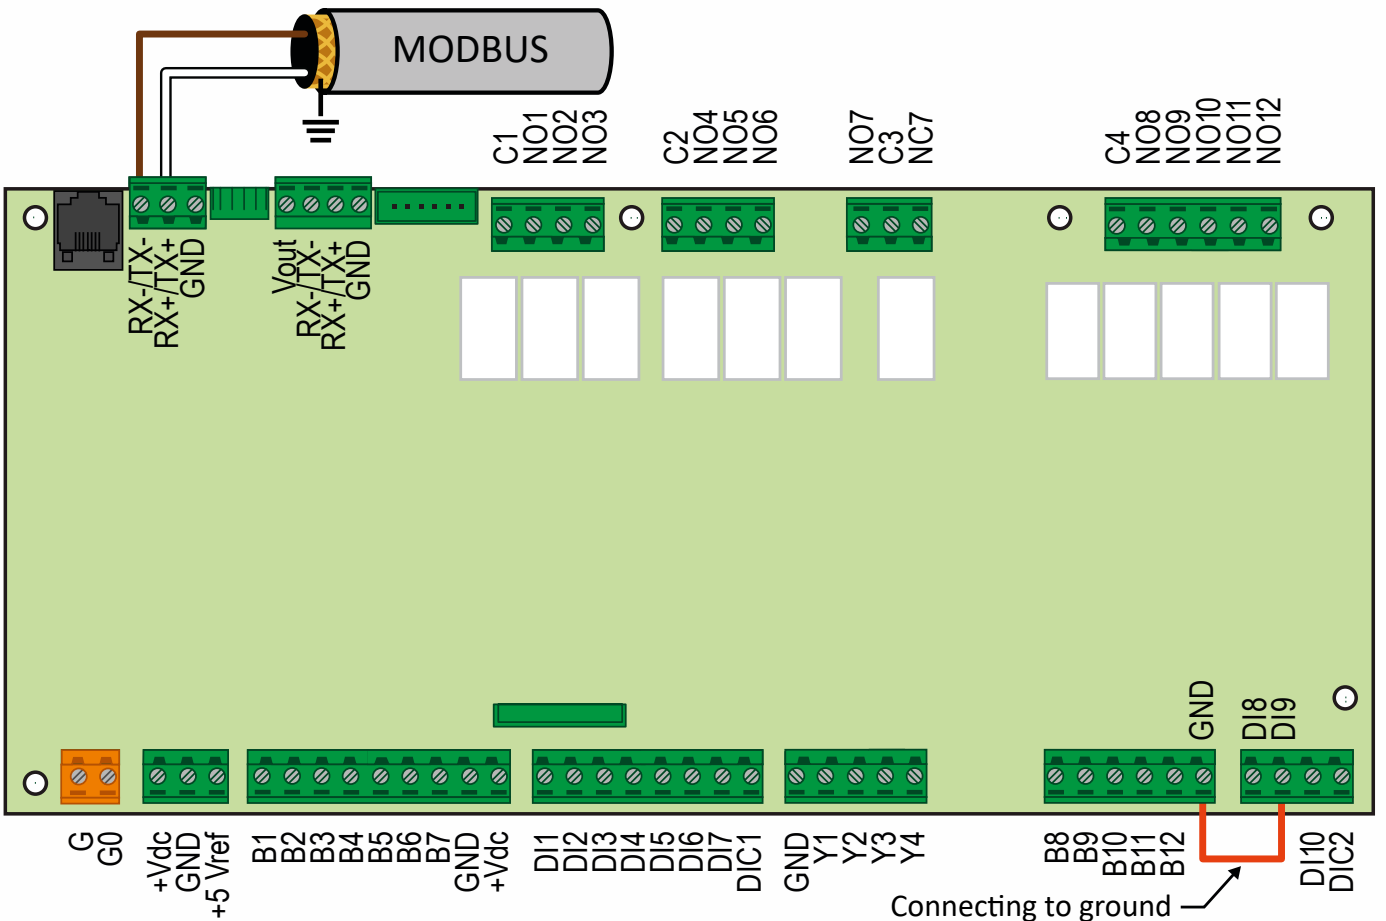 MODBUS
C1
NO1
NO2
NO3
C2
NO4
NO5
NO6
NO7
C3
NC7
C4
NO8
NO9
NO10
NO11
NO12
RX-/TX-
RX+/TX+
GND
Vout
RX-/TX-
RX+/TX+
GND
GND
DI8
DI9
G
G0
+Vdc
GND
+5 Vref
B1
B2
B3
B4
B5
B6
B7
GND
+Vdc
DI1
DI2
DI3
DI4
DI5
DI6
DI7
DIC1
GND
Y1
Y2
Y3
Y4
B8
B9
B10
B11
B12
DI10
DIC2
Connecting to ground